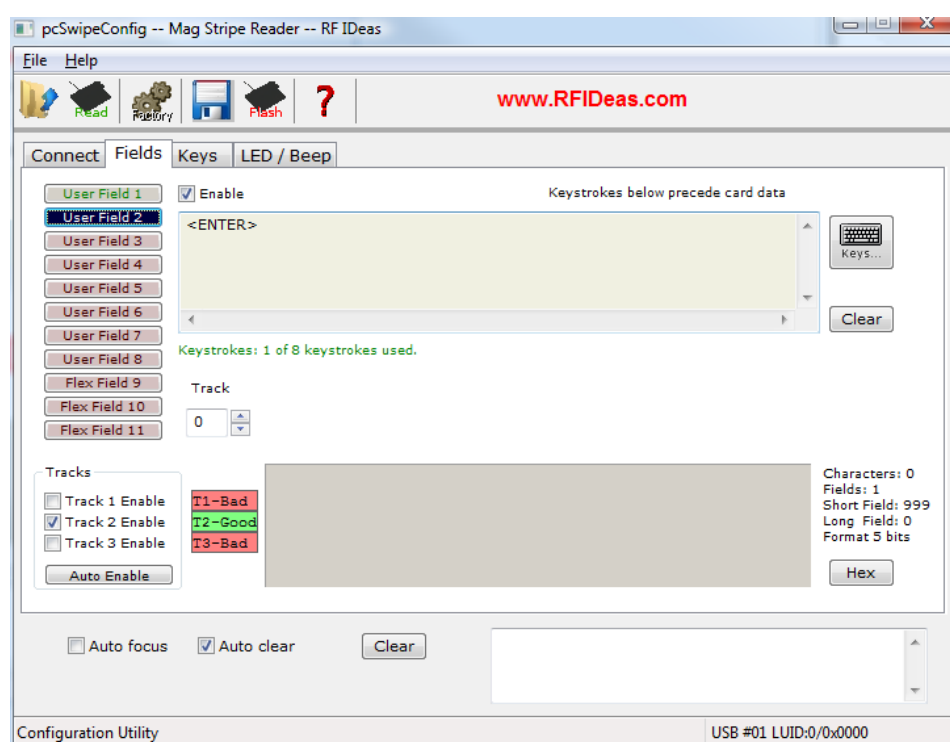 pcSwipeConfig -- Mag Stripe Reader -- RF IDeas
File Help
Read Factory Flash ? www.RFIDeas.com
Connect Fields Keys LED / Beep
User Field 1 Enable Keystrokes below precede card data
User Field 2 <ENTER>
User Field 3
Keys...
User Field 4
User Field 5
User Field 6 Clear
User Field 7
Keystrokes: 1 of 8 keystrokes used.
User Field 8
Flex Field 9 Track
Flex Field 10
0
Flex Field 11
Tracks Characters: 0
Fields: 1
Track 1 Enable T1-Bad Short Field: 999
Track 2 Enable T2-Good Long Field: 0
Track 3 Enable T3-Bad Format 5 bits
Auto Enable Hex
Auto focus Auto clear Clear
Configuration Utility USB #01 LUID:0/0x0000